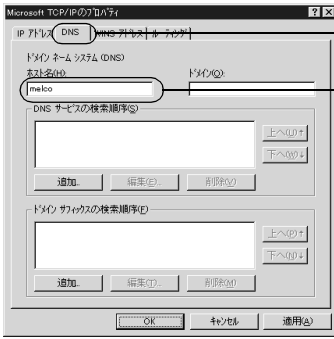 Microsoft TCP/IPのﾌﾟﾛﾊﾟﾃｨ
IP ｱﾄﾞﾚｽ DNS WINS ｱﾄﾞﾚｽ ﾙｰﾃｨﾝｸﾞ
ﾄﾞﾒｲﾝ ﾈｰﾑ ｼｽﾃﾑ (DNS)
ﾎｽﾄ名(H): ﾄﾞﾒｲﾝ(O):
melco
DNS ｻｰﾋﾞｽの検索順序(S)
上へ(U)↑
下へ(W)↓
追加... 編集(E)... 削除(V)
ﾄﾞﾒｲﾝ ｻﾌｨｯｸｽの検索順序(F)
上へ(P)↑
下へ(N)↓
追加... 編集(T)... 削除(M)
OK ｷｬﾝｾﾙ 適用(A)